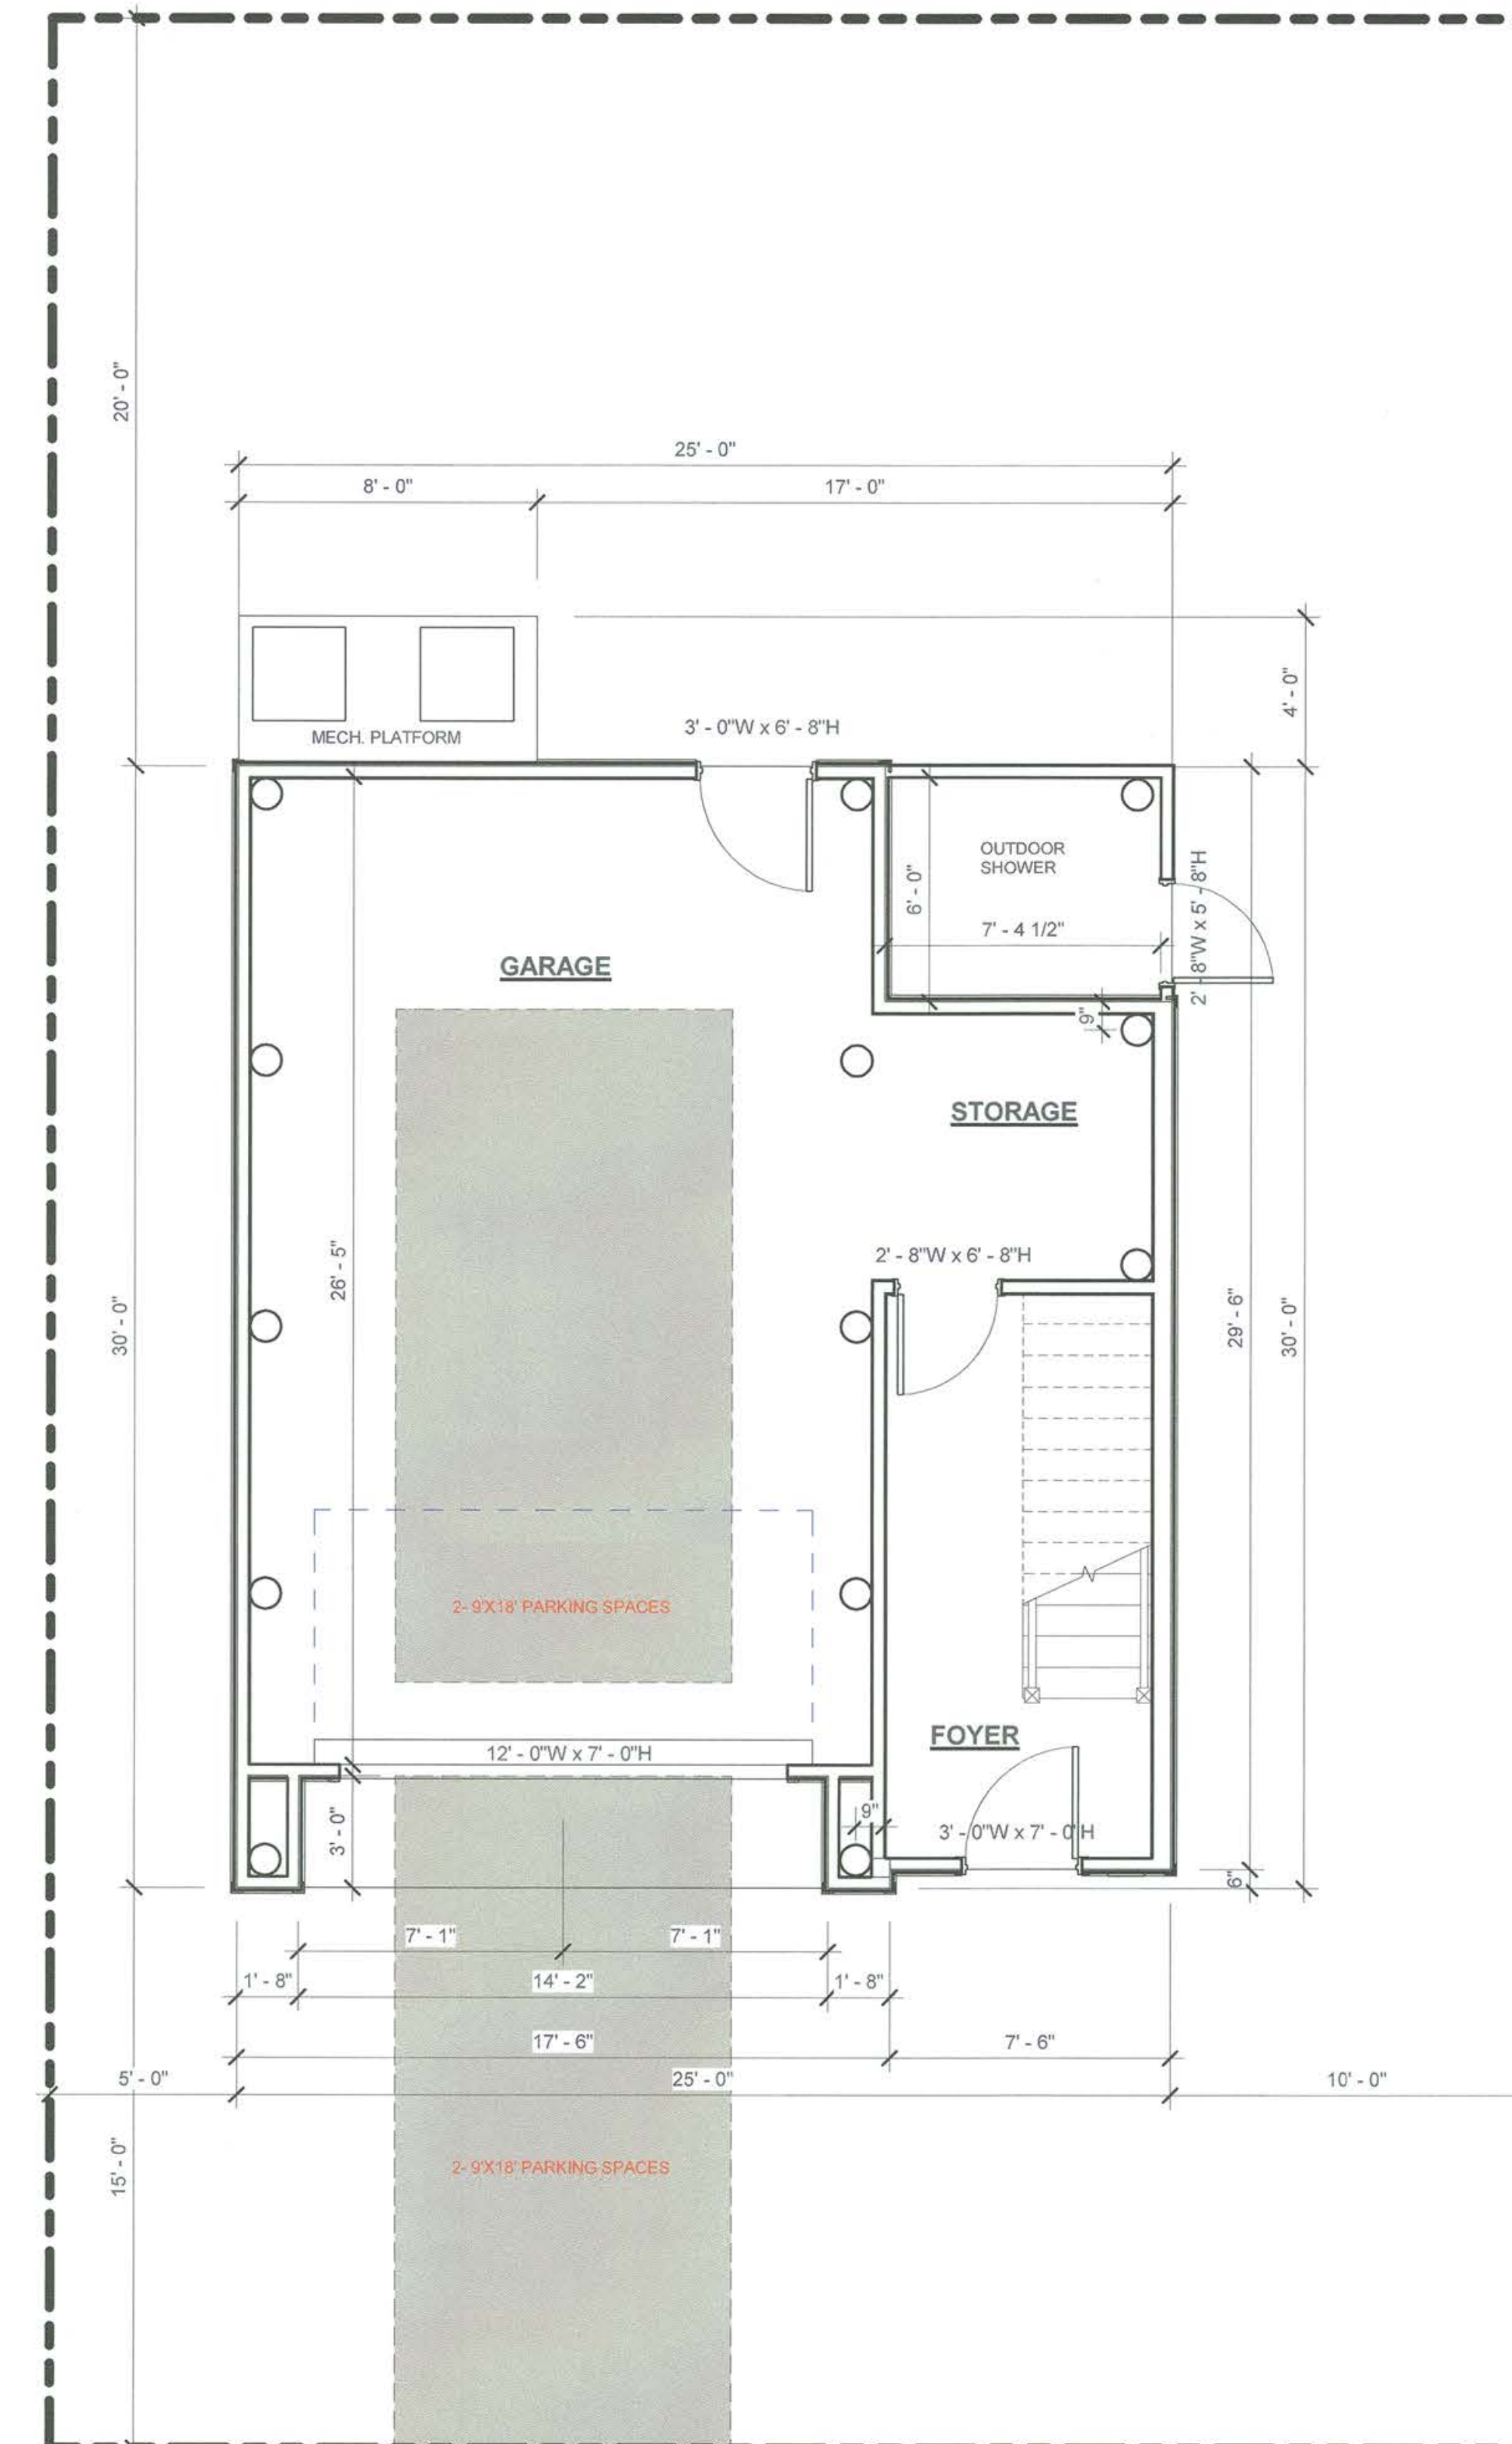 20' - 0"
25' - 0"
8' - 0"
17' - 0"
4' - 0"
MECH. PLATFORM
3' - 0"W x 6' - 8"H
OUTDOOR
SHOWER
6' - 0"
7' - 4 1/2"
2' - 8"W x 5' - 8"H
GARAGE
9"
STORAGE
2' - 8"W x 6' - 8"H
26' - 5"
30' - 0"
29' - 6"
30' - 0"
2- 9'X18' PARKING SPACES
FOYER
12' - 0"W x 7' - 0"H
3' - 0"
9"
3' - 0"W x 7' - 0"H
6"
7' - 1"
7' - 1"
1' - 8"
14' - 2"
1' - 8"
17' - 6"
7' - 6"
5' - 0"
25' - 0"
10' - 0"
15' - 0"
2- 9'X18' PARKING SPACES